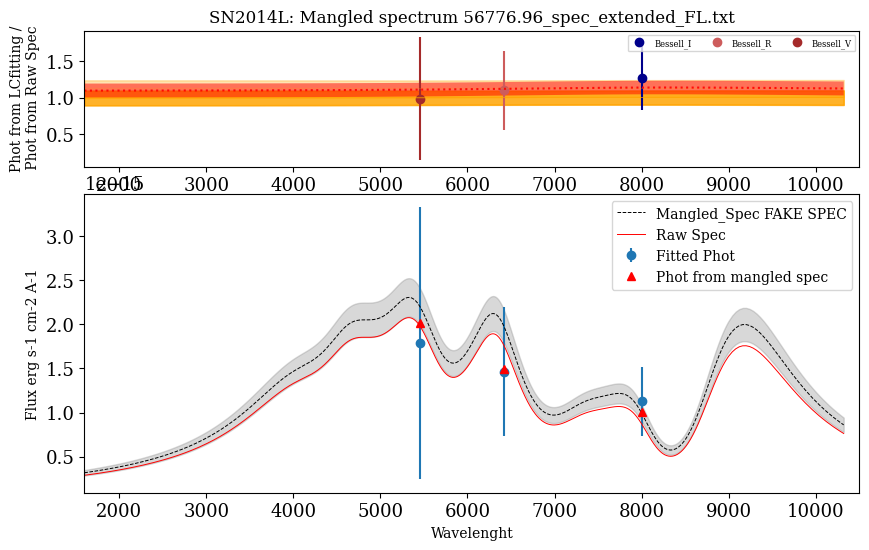 SN2014L: Mangled spectrum 56776.96_spec_extended_FL.txt
Phot from LCfitting /
Phot from Raw Spec
1.5
1.0
0.5
Bessell_I
Bessell_R
Bessell_V
2000 3000 4000 5000 6000 7000 8000 9000 10000
1e−15
Flux erg s-1 cm-2 A-1
3.0
2.5
2.0
1.5
1.0
0.5
Mangled_Spec FAKE SPEC
Raw Spec
Fitted Phot
Phot from mangled spec
2000 3000 4000 5000 6000 7000 8000 9000 10000
Wavelenght